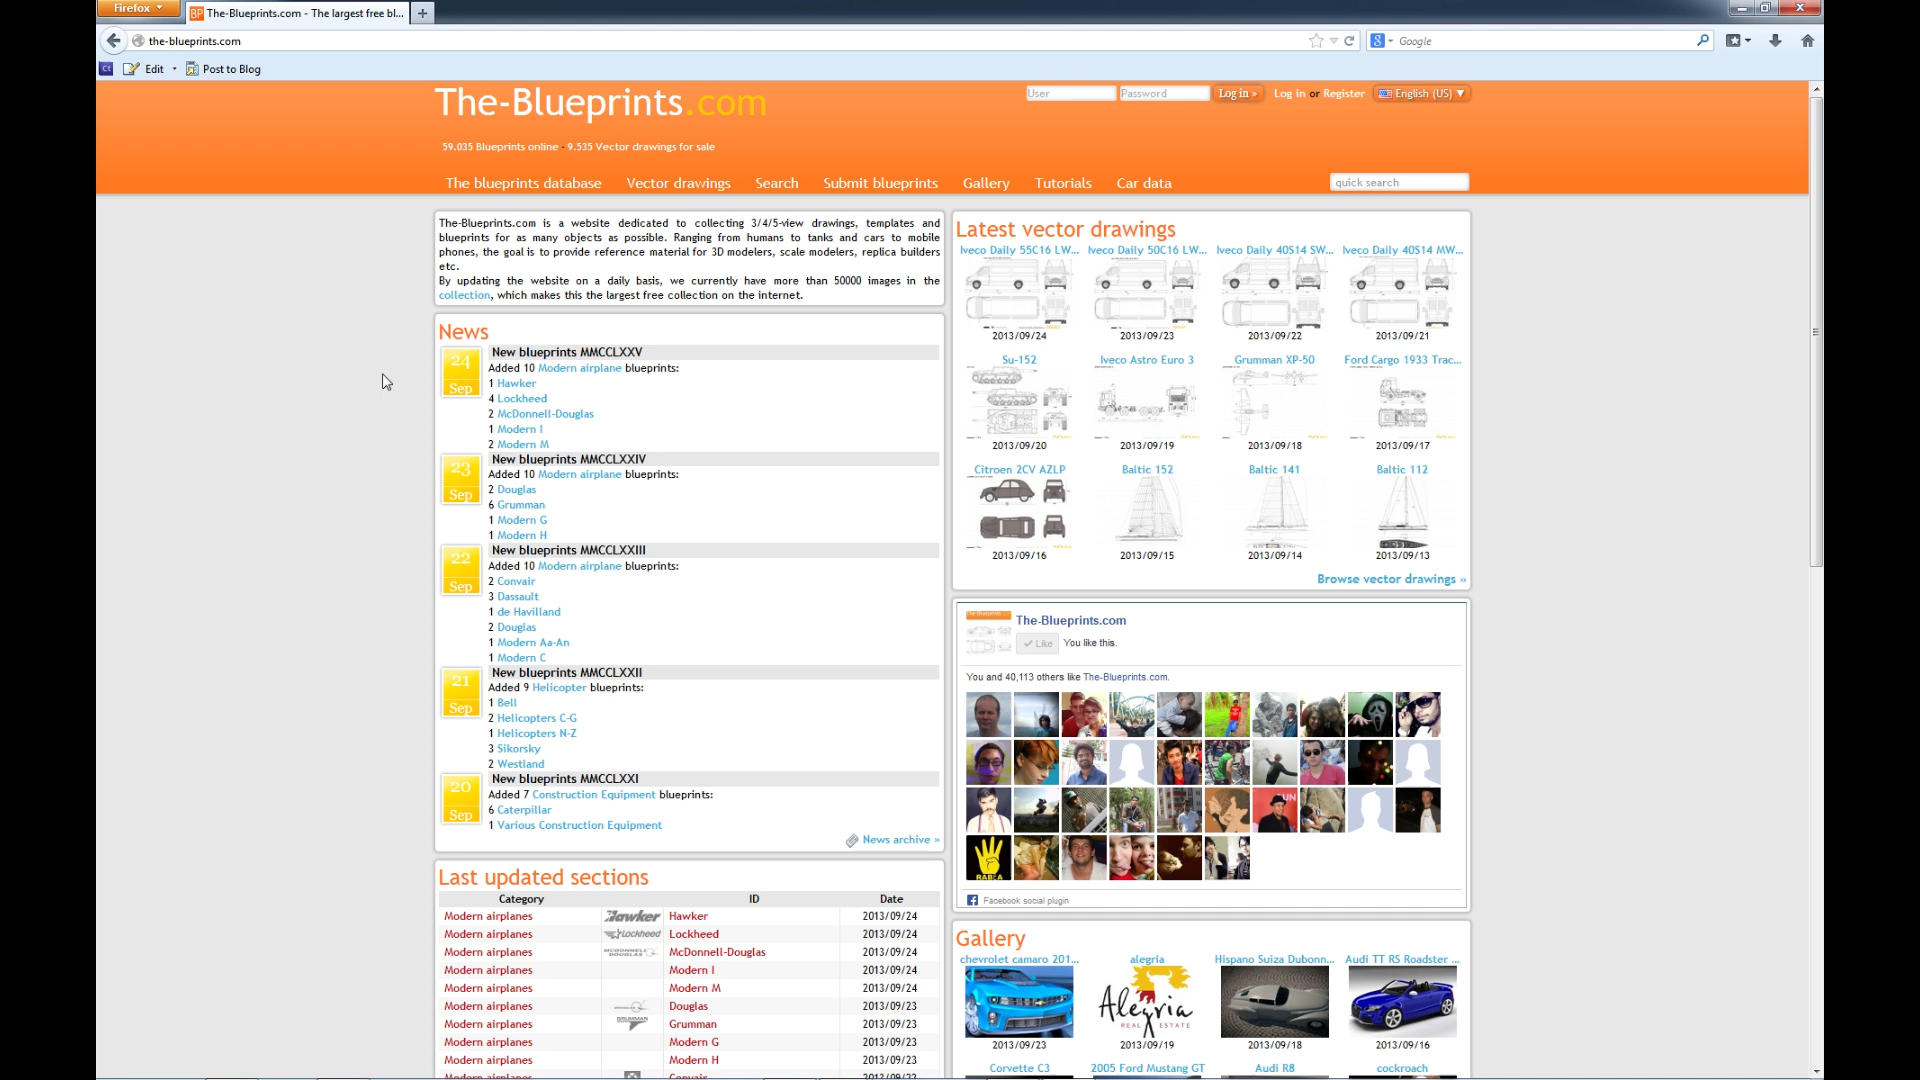 Firefox
The-Blueprints.com - The largest free bl...
the-blueprints.com
Google
Edit
Post to Blog
The-Blueprints.com
User
Password
Log in »
Log in or Register
English (US) ▼
59.035 Blueprints online - 9.535 Vector drawings for sale
The blueprints database
Vector drawings
Search
Submit blueprints
Gallery
Tutorials
Car data
quick search
The-Blueprints.com is a website dedicated to collecting 3/4/5-view drawings, templates and
blueprints for as many objects as possible. Ranging from humans to tanks and cars to mobile
phones, the goal is to provide reference material for 3D modelers, scale modelers, replica builders
etc.
By updating the website on a daily basis, we currently have more than 50000 images in the
collection, which makes this the largest free collection on the internet.
News
24
Sep
New blueprints MMCCLXXV
Added 10 Modern airplane blueprints:
1 Hawker
4 Lockheed
2 McDonnell-Douglas
1 Modern I
2 Modern M
23
Sep
New blueprints MMCCLXXIV
Added 10 Modern airplane blueprints:
2 Douglas
6 Grumman
1 Modern G
1 Modern H
22
Sep
New blueprints MMCCLXXIII
Added 10 Modern airplane blueprints:
2 Convair
3 Dassault
1 de Havilland
2 Douglas
1 Modern Aa-An
1 Modern C
21
Sep
New blueprints MMCCLXXII
Added 9 Helicopter blueprints:
1 Bell
2 Helicopters C-G
1 Helicopters N-Z
3 Sikorsky
2 Westland
20
Sep
New blueprints MMCCLXXI
Added 7 Construction Equipment blueprints:
6 Caterpillar
1 Various Construction Equipment
News archive »
Last updated sections
Category ID Date
Modern airplanes Hawker Hawker 2013/09/24
Modern airplanes Lockheed Lockheed 2013/09/24
Modern airplanes McDonnell-Douglas 2013/09/24
Modern airplanes Modern I 2013/09/24
Modern airplanes Modern M 2013/09/24
Modern airplanes Douglas 2013/09/23
Modern airplanes GRUMMAN Grumman 2013/09/23
Modern airplanes Modern G 2013/09/23
Modern airplanes Modern H 2013/09/23
Modern airplanes Convair 2013/09/22
Latest vector drawings
Iveco Daily 55C16 LW... Iveco Daily 50C16 LW... Iveco Daily 40S14 SW... Iveco Daily 40S14 MW...
2013/09/24 2013/09/23 2013/09/22 2013/09/21
Su-152 Iveco Astro Euro 3 Grumman XP-50 Ford Cargo 1933 Trac...
2013/09/20 2013/09/19 2013/09/18 2013/09/17
Citroen 2CV AZLP Baltic 152 Baltic 141 Baltic 112
2013/09/16 2013/09/15 2013/09/14 2013/09/13
Browse vector drawings »
The-Blueprints.com
Like
You like this.
You and 40,113 others like The-Blueprints.com.
RABIA
Facebook social plugin
Gallery
chevrolet camaro 201... alegria Hispano Suiza Dubonn... Audi TT RS Roadster ...
Alegria
REAL ESTATE
2013/09/23 2013/09/19 2013/09/18 2013/09/16
Corvette C3 2005 Ford Mustang GT Audi R8 cockroach